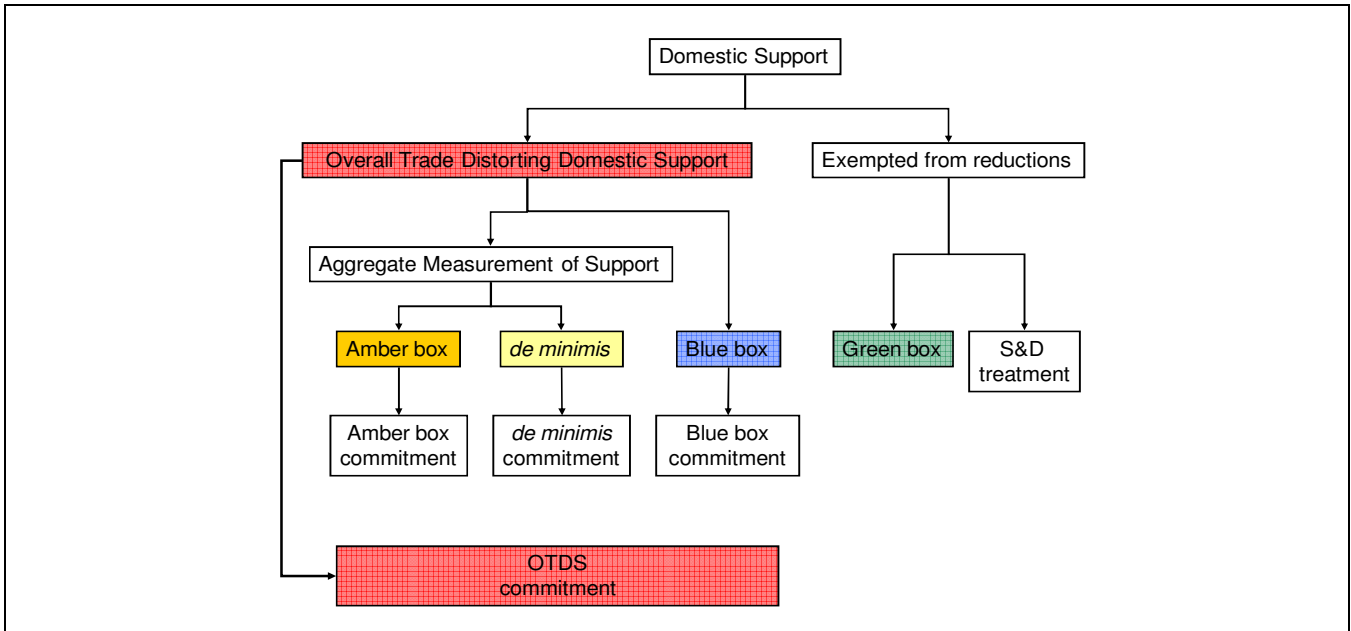 Domestic Support
Overall Trade Distorting Domestic Support
Exempted from reductions
Aggregate Measurement of Support
Amber box
de minimis
Blue box
Green box
S&D
treatment
Amber box
commitment
de minimis
commitment
Blue box
commitment
OTDS
commitment